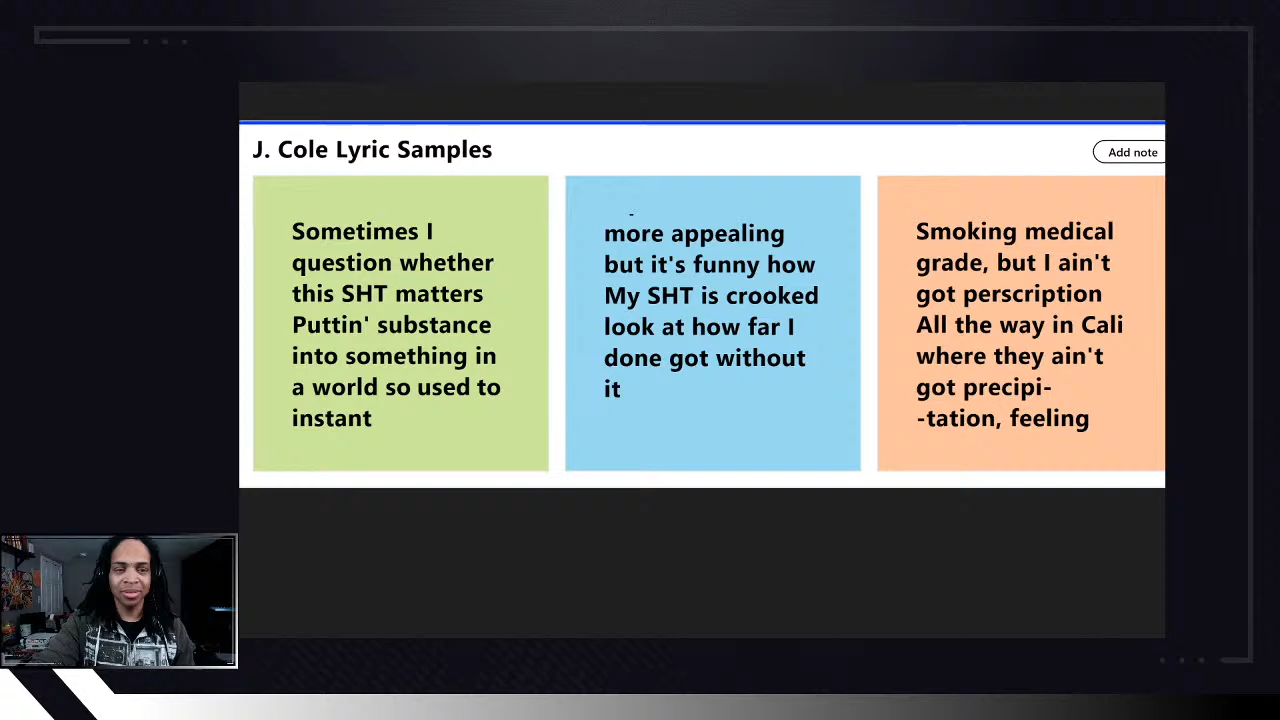 J. Cole Lyric Samples
Add note
Sometimes I
question whether
this SHT matters
Puttin' substance
into something in
a world so used to
instant
more appealing
but it's funny how
My SHT is crooked
look at how far I
done got without
it
Smoking medical
grade, but I ain't
got perscription
All the way in Cali
where they ain't
got precipi-
-tation, feeling